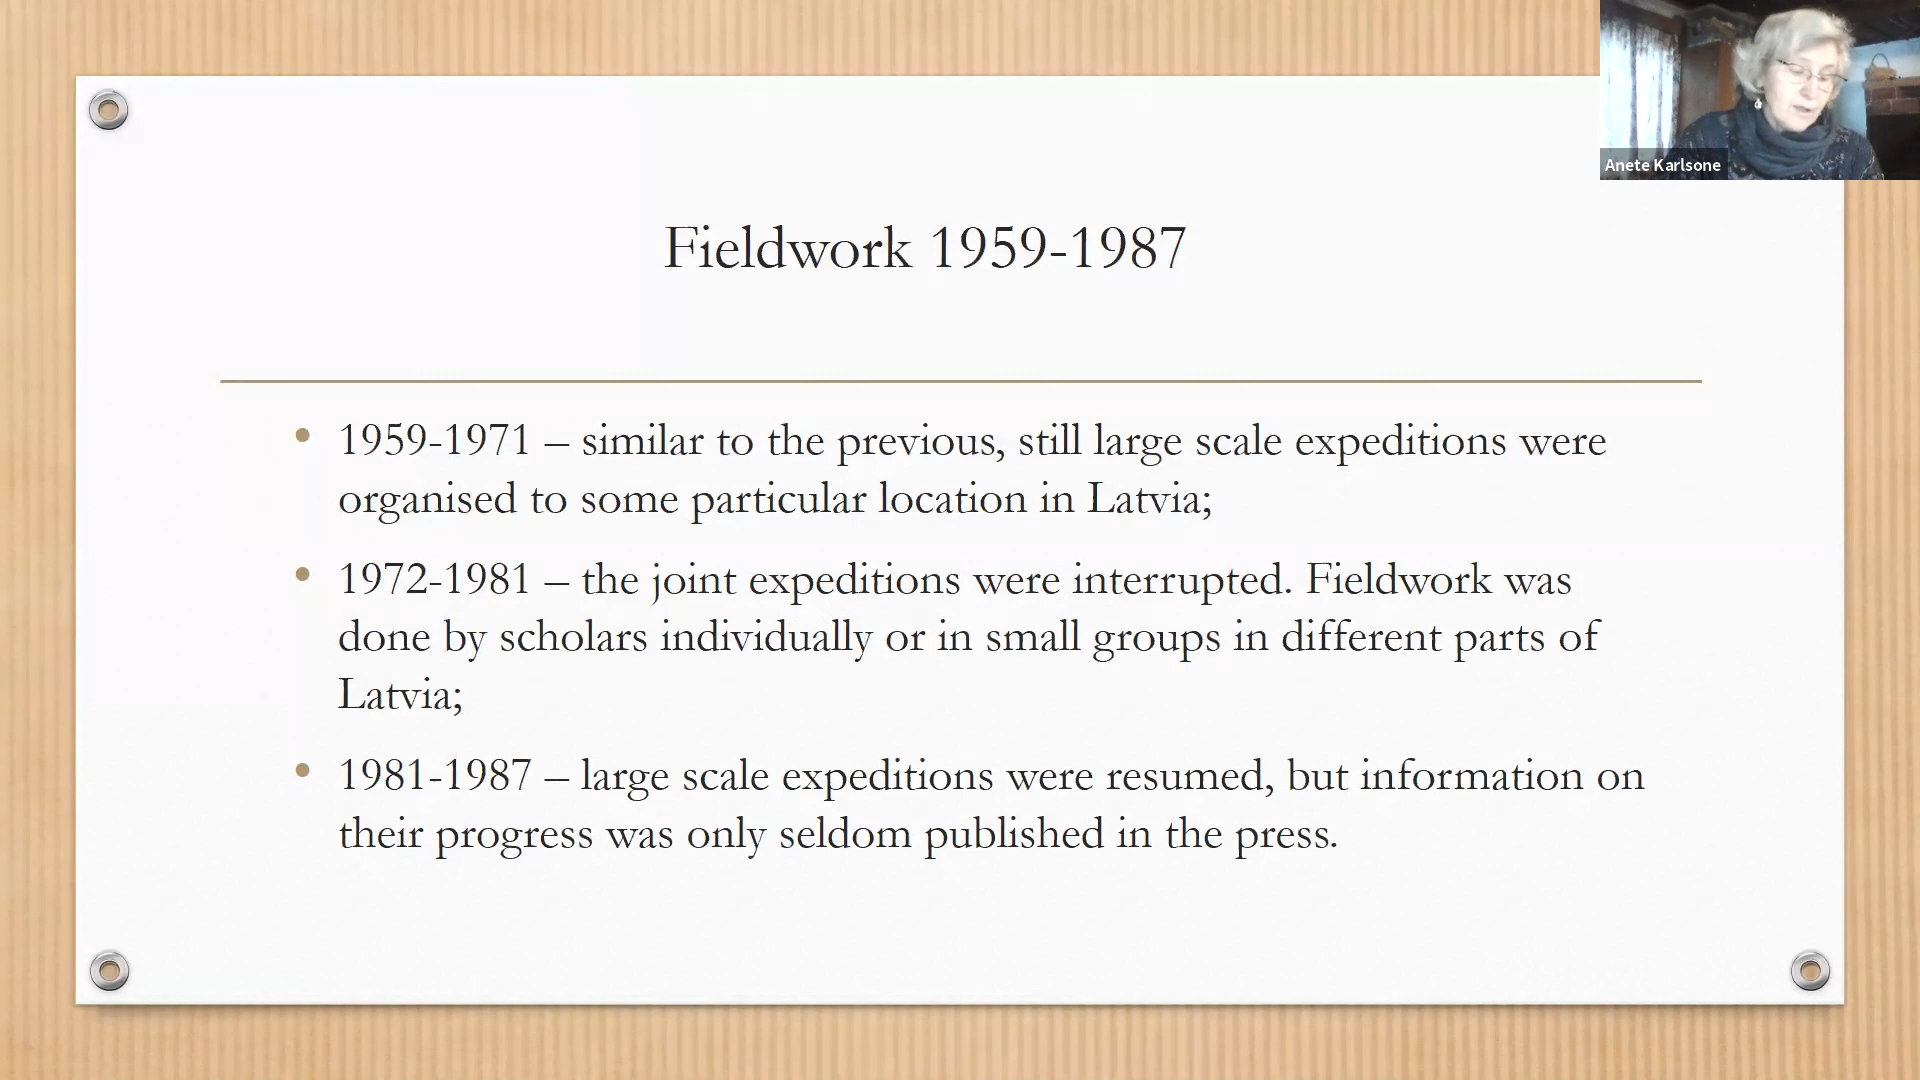 Anete Karlsone
Fieldwork 1959-1987
• 1959-1971 – similar to the previous, still large scale expeditions were
organised to some particular location in Latvia;
• 1972-1981 – the joint expeditions were interrupted. Fieldwork was
done by scholars individually or in small groups in different parts of
Latvia;
• 1981-1987 – large scale expeditions were resumed, but information on
their progress was only seldom published in the press.